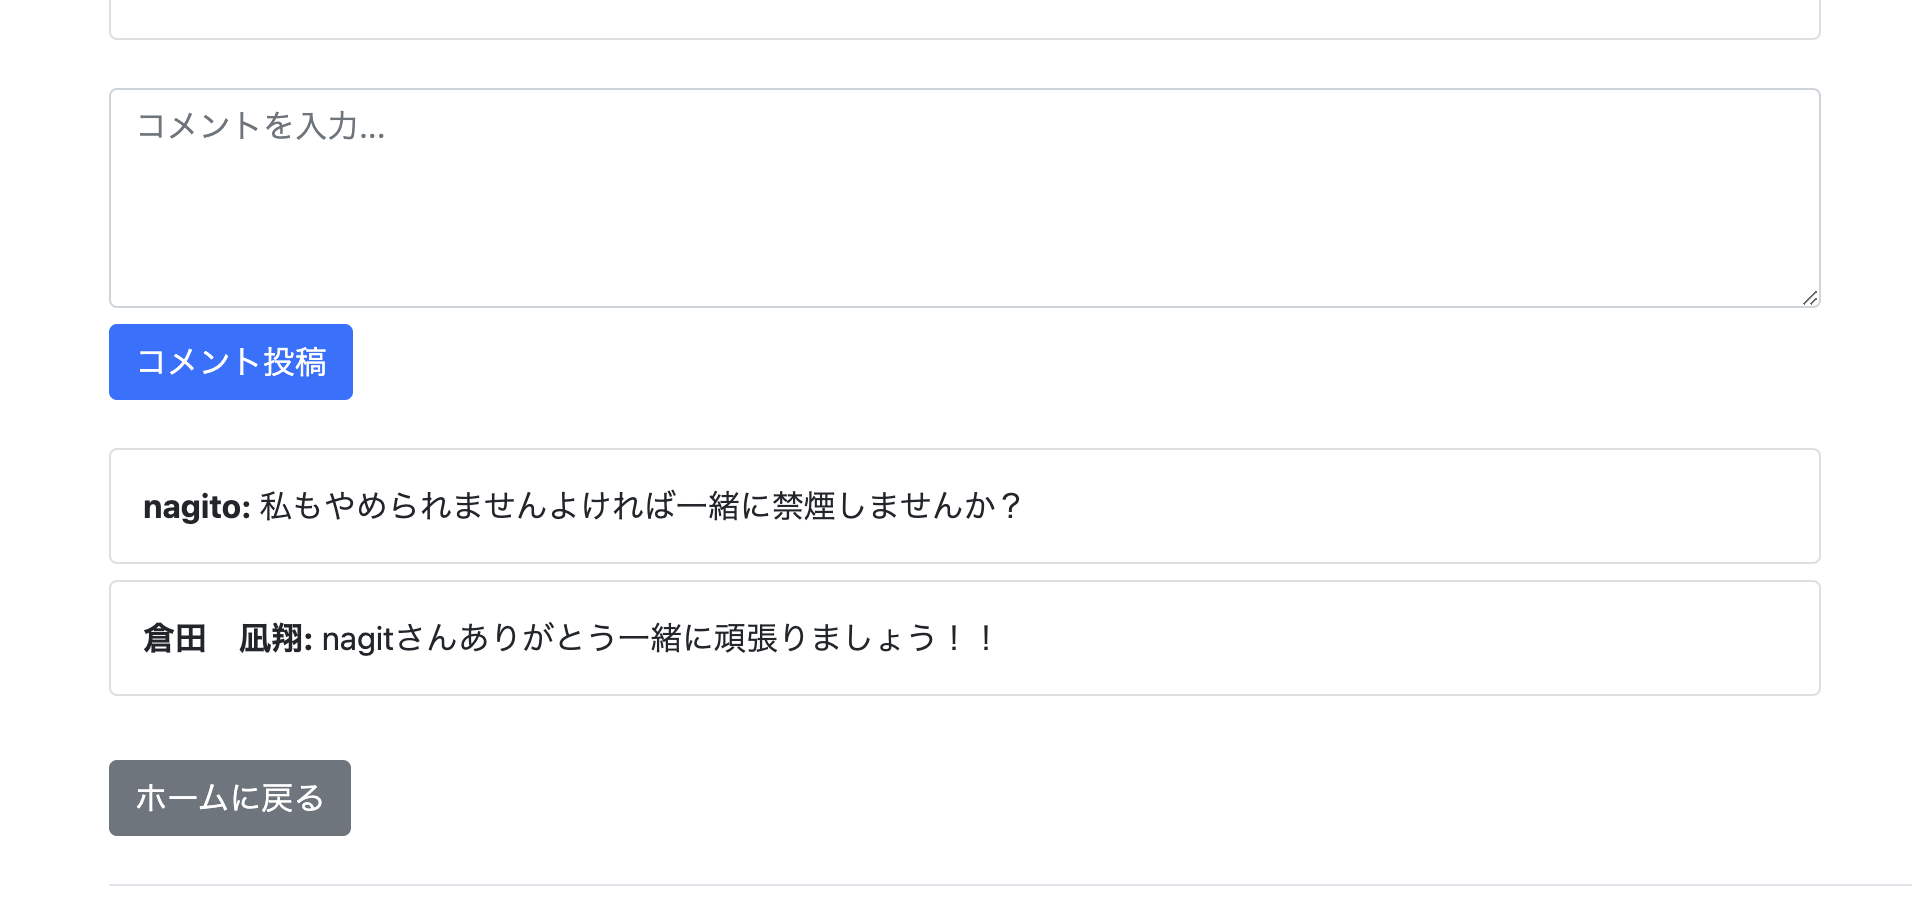 コメントを入力...
コメント投稿
nagito: 私もやめられませんよければ一緒に禁煙しませんか？
倉田　凪翔: nagitさんありがとう一緒に頑張りましょう！！
ホームに戻る